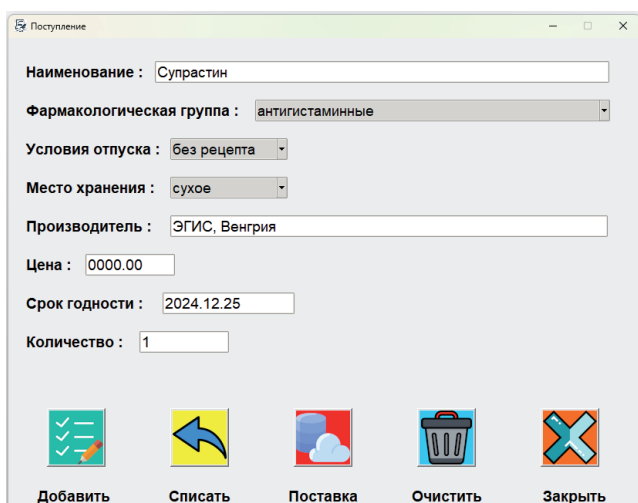 Поступление
Наименование : Супрастин
Фармакологическая группа : антигистаминные
Условия отпуска : без рецепта
Место хранения : сухое
Производитель : ЭГИС, Венгрия
Цена : 0000.00
Срок годности : 2024.12.25
Количество : 1
Добавить Списать Поставка Очистить Закрыть